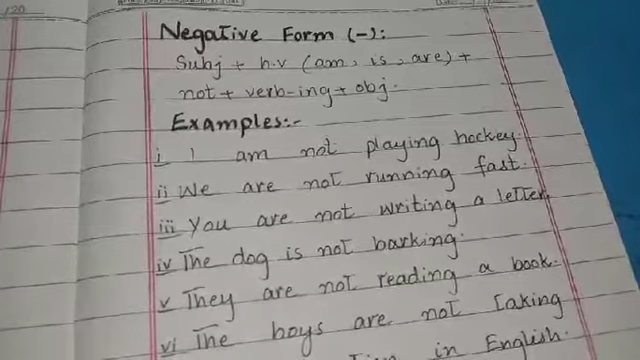 Negative Form (-):
Subj + h.v (am, is, are) +
not + verb-ing + obj.
Examples:-
i I am not playing hockey.
ii We are not running fast.
iii You are not writing a letter.
iv The dog is not barking.
v They are not reading a book.
vi The boys are not taking
in English.